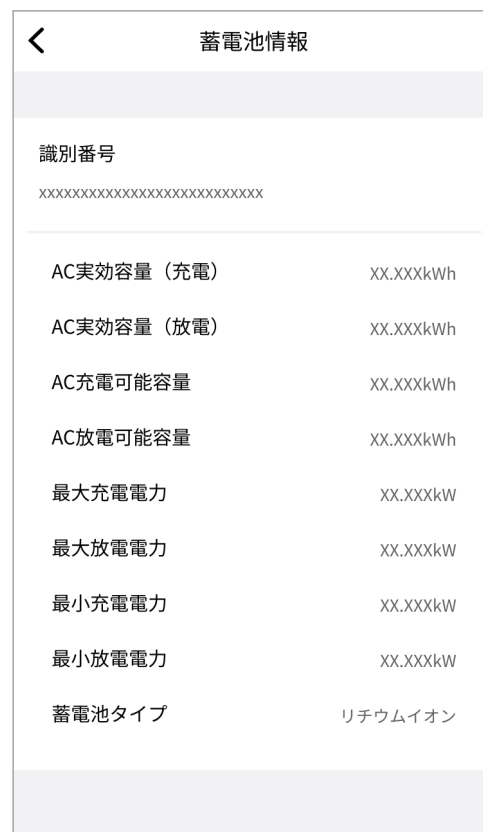 蓄電池情報
識別番号
xxxxxxxxxxxxxxxxxxxxxxxxxxx
AC実効容量（充電） XX.XXXkWh
AC実効容量（放電） XX.XXXkWh
AC充電可能容量 XX.XXXkWh
AC放電可能容量 XX.XXXkWh
最大充電電力 XX.XXXkW
最大放電電力 XX.XXXkW
最小充電電力 XX.XXXkW
最小放電電力 XX.XXXkW
蓄電池タイプ リチウムイオン